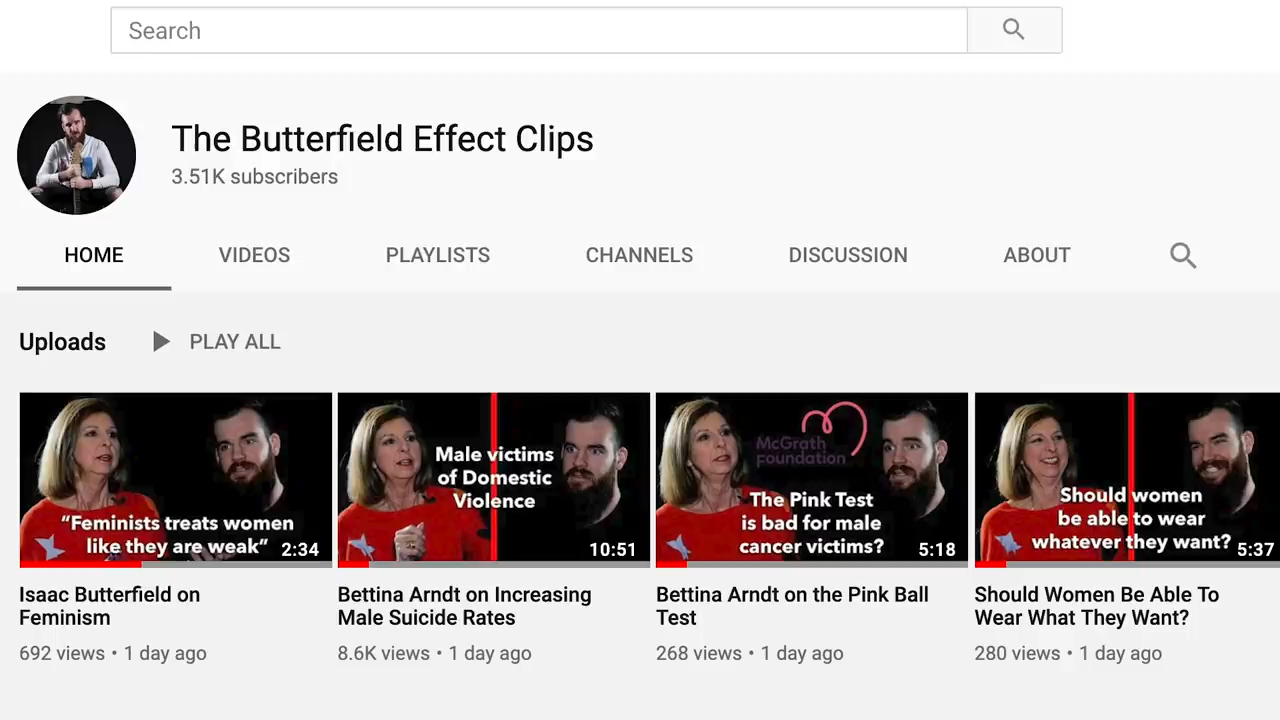 Search
The Butterfield Effect Clips
3.51K subscribers
HOME VIDEOS PLAYLISTS CHANNELS DISCUSSION ABOUT
Uploads PLAY ALL
"Feminists treats women
like they are weak" 2:34
Male victims
of Domestic
Violence
10:51
McGrath
foundation
The Pink Test
is bad for male
cancer victims? 5:18
Should women
be able to wear
whatever they want? 5:37
Isaac Butterfield on
Feminism
692 views • 1 day ago
Bettina Arndt on Increasing
Male Suicide Rates
8.6K views • 1 day ago
Bettina Arndt on the Pink Ball
Test
268 views • 1 day ago
Should Women Be Able To
Wear What They Want?
280 views • 1 day ago